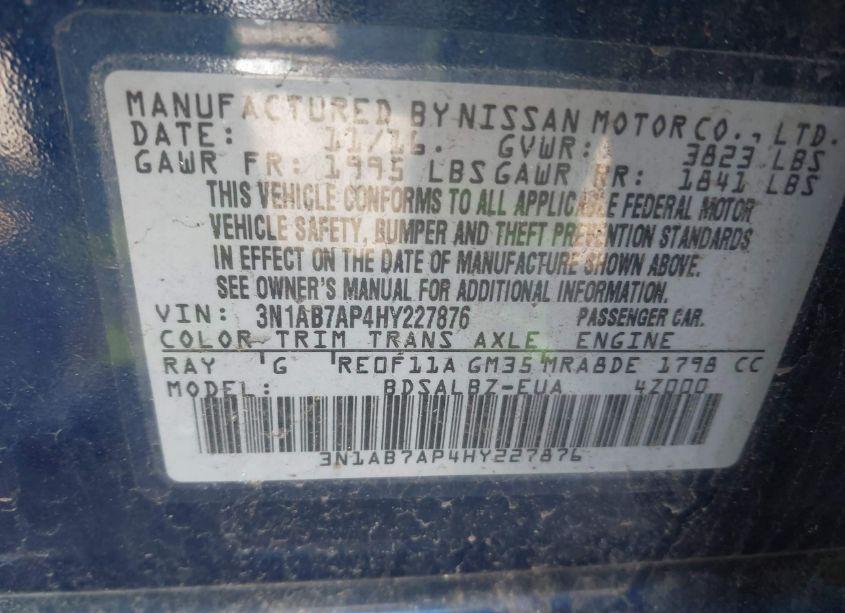 MANUFACTURED BY NISSAN MOTOR CO., LTD.
DATE: 11/16. GVWR: 3823 LBS
GAWR FR: 1995 LBS GAWR RR: 1841 LBS
THIS VEHICLE CONFORMS TO ALL APPLICABLE FEDERAL MOTOR
VEHICLE SAFETY, BUMPER AND THEFT PREVENTION STANDARDS
IN EFFECT ON THE DATE OF MANUFACTURE SHOWN ABOVE.
SEE OWNER'S MANUAL FOR ADDITIONAL INFORMATION.
VIN: 3N1AB7AP4HY227876 PASSENGER CAR.
COLOR TRIM TRANS AXLE ENGINE
RAY G RE0F11A GM35 MRA8DE 1798 CC
MODEL: BDSALBZ-EUA 4Z000
3N1AB7AP4HY227876